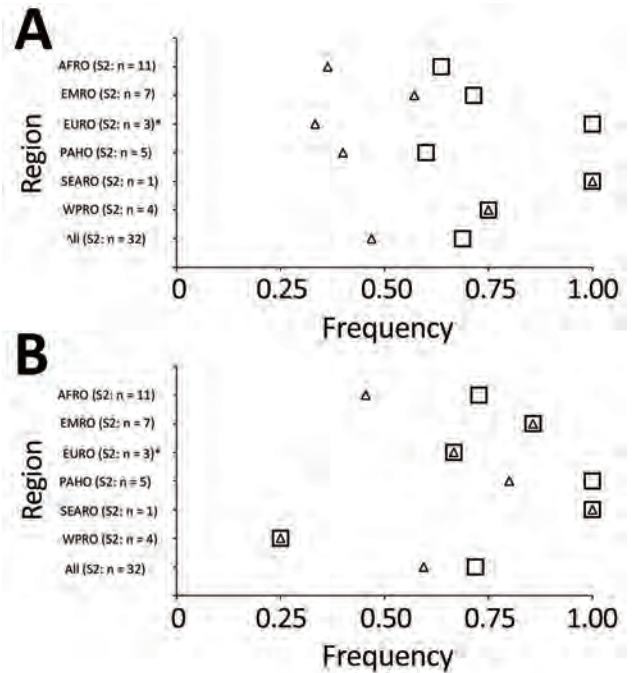 A
Region
AFRO (S2: n = 11)
EMRO (S2: n = 7)
EURO (S2: n = 3)*
PAHO (S2: n = 5)
SEARO (S2: n = 1)
WPRO (S2: n = 4)
All (S2: n = 32)
0 0.25 0.50 0.75 1.00
Frequency
B
Region
AFRO (S2: n = 11)
EMRO (S2: n = 7)
EURO (S2: n = 3)*
PAHO (S2: n = 5)
SEARO (S2: n = 1)
WPRO (S2: n = 4)
All (S2: n = 32)
0 0.25 0.50 0.75 1.00
Frequency